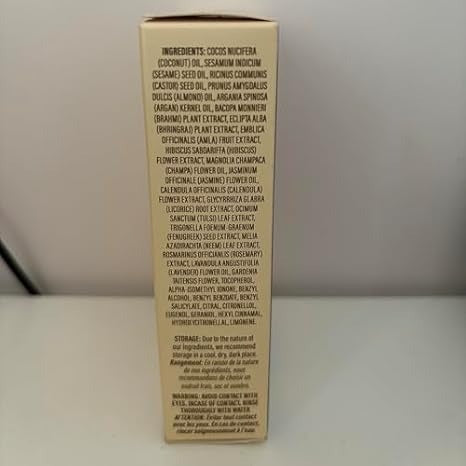 INGREDIENTS: COCOS NUCIFERA
(COCONUT) OIL, SESAMUM INDICUM
(SESAME) SEED OIL, RICINUS COMMUNIS
(CASTOR) SEED OIL, PRUNUS AMYGDALUS
DULCIS (ALMOND) OIL, ARGANIA SPINOSA
(ARGAN) KERNEL OIL, BACOPA MONNIERI
(BRAHMI) PLANT EXTRACT, ECLIPTA ALBA
(BHRINGRAJ) PLANT EXTRACT, EMBLICA
OFFICINALIS (AMLA) FRUIT EXTRACT,
HIBISCUS SABDARIFFA (HIBISCUS)
FLOWER EXTRACT, MAGNOLIA CHAMPACA
(CHAMPA) FLOWER OIL, JASMINUM
OFFICINALE (JASMINE) FLOWER OIL,
CALENDULA OFFICINALIS (CALENDULA)
FLOWER EXTRACT, GLYCYRRHIZA GLABRA
(LICORICE) ROOT EXTRACT, OCIMUM
SANCTUM (TULSI) LEAF EXTRACT,
TRIGONELLA FOENUM-GRAENUM
(FENUGREEK) SEED EXTRACT, MELIA
AZADIRACHTA (NEEM) LEAF EXTRACT,
ROSMARINUS OFFICIANLIS (ROSEMARY)
EXTRACT, LAVANDULA ANGUSTIFOLIA
(LAVENDER) FLOWER OIL, GARDENIA
TAITENSIS FLOWER, TOCOPHEROL,
ALPHA-ISOMETHYL IONONE, BENZYL
ALCOHOL, BENZYL BENZOATE, BENZYL
SALICYLATE, CITRAL, CITRONELLOL,
EUGENOL, GERANIOL, HEXYL CINNAMAL,
HYDROXYCITRONELLAL, LIMONENE.
STORAGE: Due to the nature of
our ingredients, we recommend
storage in a cool, dry, dark place.
Rangement: En raison de la nature
de nos ingrédients, nous
recommandons de choisir un
endroit frais, sec et sombre.
WARNING: AVOID CONTACT WITH
EYES. INCASE OF CONTACT, RINSE
THOROUGHLY WITH WATER
ATTENTION: Éviter tout contact
avec les yeux. En cas de contact,
rincer soigneusement à l'eau